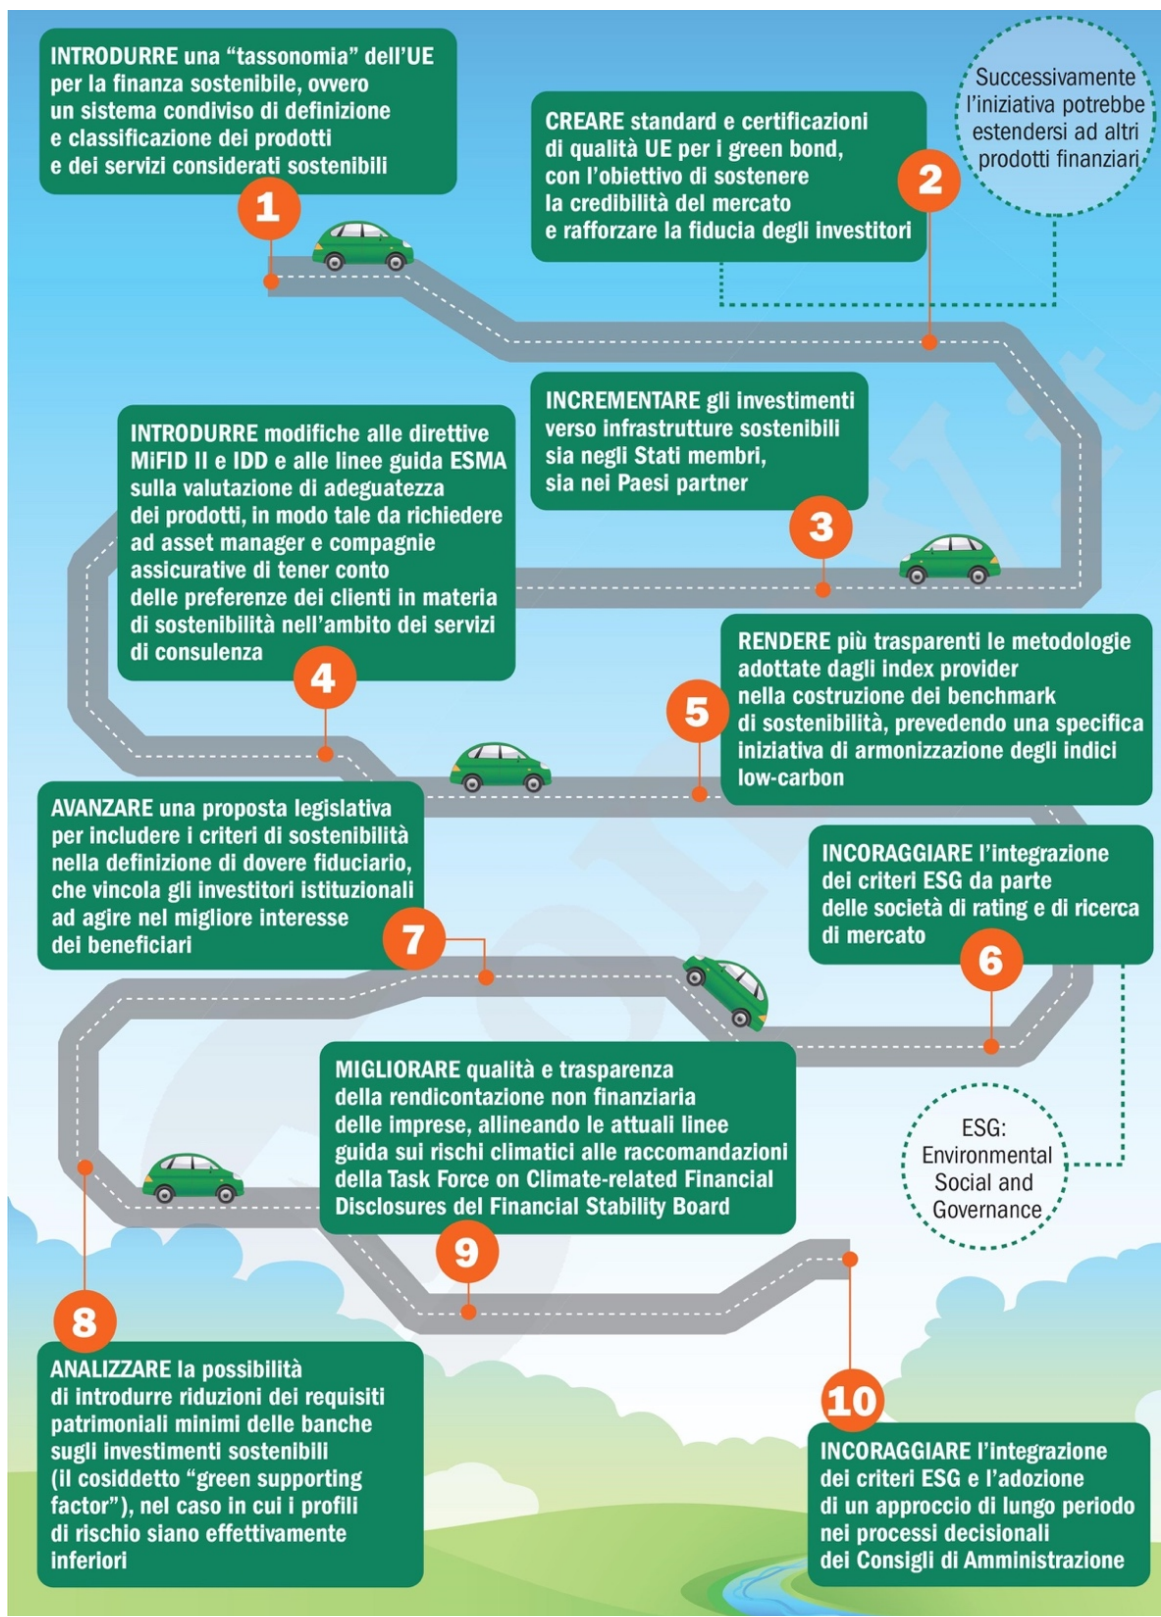 INTRODURRE una “tassonomia” dell’UE
per la finanza sostenibile, ovvero
un sistema condiviso di definizione
e classificazione dei prodotti
e dei servizi considerati sostenibili
1
CREARE standard e certificazioni
di qualità UE per i green bond,
con l’obiettivo di sostenere
la credibilità del mercato
e rafforzare la fiducia degli investitori
2
Successivamente
l’iniziativa potrebbe
estendersi ad altri
prodotti finanziari
INCREMENTARE gli investimenti
verso infrastrutture sostenibili
sia negli Stati membri,
sia nei Paesi partner
3
INTRODURRE modifiche alle direttive
MiFID II e IDD e alle linee guida ESMA
sulla valutazione di adeguatezza
dei prodotti, in modo tale da richiedere
ad asset manager e compagnie
assicurative di tener conto
delle preferenze dei clienti in materia
di sostenibilità nell’ambito dei servizi
di consulenza
4
RENDERE più trasparenti le metodologie
adottate dagli index provider
nella costruzione dei benchmark
di sostenibilità, prevedendo una specifica
iniziativa di armonizzazione degli indici
low-carbon
5
INCORAGGIARE l’integrazione
dei criteri ESG da parte
delle società di rating e di ricerca
di mercato
6
ESG:
Environmental
Social and
Governance
AVANZARE una proposta legislativa
per includere i criteri di sostenibilità
nella definizione di dovere fiduciario,
che vincola gli investitori istituzionali
ad agire nel migliore interesse
dei beneficiari
7
8
ANALIZZARE la possibilità
di introdurre riduzioni dei requisiti
patrimoniali minimi delle banche
sugli investimenti sostenibili
(il cosiddetto “green supporting
factor”), nel caso in cui i profili
di rischio siano effettivamente
inferiori
MIGLIORARE qualità e trasparenza
della rendicontazione non finanziaria
delle imprese, allineando le attuali linee
guida sui rischi climatici alle raccomandazioni
della Task Force on Climate-related Financial
Disclosures del Financial Stability Board
9
10
INCORAGGIARE l’integrazione
dei criteri ESG e l’adozione
di un approccio di lungo periodo
nei processi decisionali
dei Consigli di Amministrazione